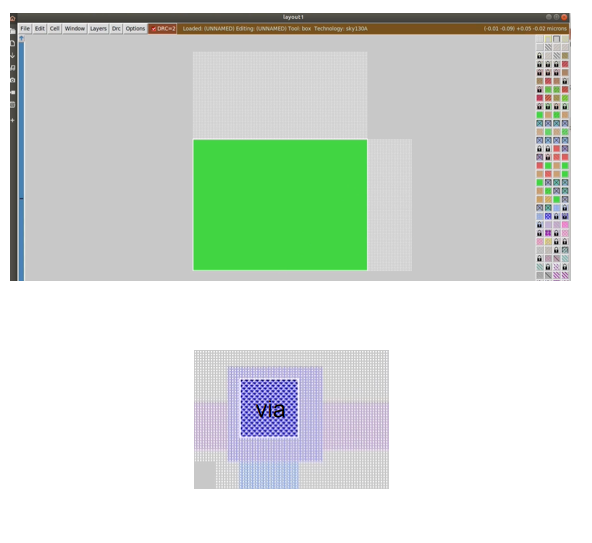 layout1
File Edit Cell Window Layers Drc Options ✓DRC=2 Loaded: (UNNAMED) Editing: (UNNAMED) Tool: box Technology: sky130A (-0.01 -0.09) +0.05 -0.02 microns
via